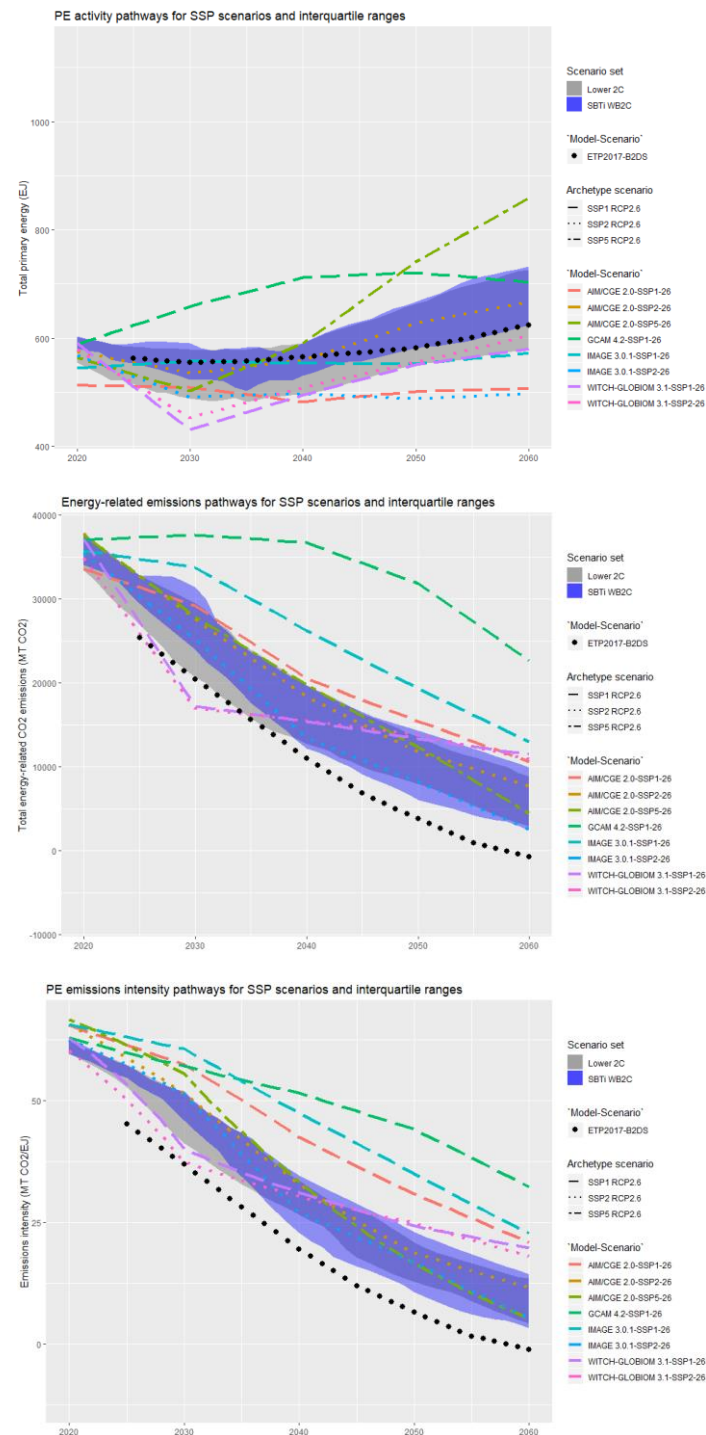 PE activity pathways for SSP scenarios and interquartile ranges
Total primary energy (EJ)
1000
800
600
400
2020
2030
2040
2050
2060
Scenario set
Lower 2C
SBTi WB2C
`Model-Scenario`
ETP2017-B2DS
Archetype scenario
SSP1 RCP2.6
SSP2 RCP2.6
SSP5 RCP2.6
`Model-Scenario`
AIM/CGE 2.0-SSP1-26
AIM/CGE 2.0-SSP2-26
AIM/CGE 2.0-SSP5-26
GCAM 4.2-SSP1-26
IMAGE 3.0.1-SSP1-26
IMAGE 3.0.1-SSP2-26
WITCH-GLOBIOM 3.1-SSP1-26
WITCH-GLOBIOM 3.1-SSP2-26
Energy-related emissions pathways for SSP scenarios and interquartile ranges
Total energy-related CO2 emissions (MT CO2)
40000
30000
20000
10000
0
-10000
2020
2030
2040
2050
2060
Scenario set
Lower 2C
SBTi WB2C
`Model-Scenario`
ETP2017-B2DS
Archetype scenario
SSP1 RCP2.6
SSP2 RCP2.6
SSP5 RCP2.6
`Model-Scenario`
AIM/CGE 2.0-SSP1-26
AIM/CGE 2.0-SSP2-26
AIM/CGE 2.0-SSP5-26
GCAM 4.2-SSP1-26
IMAGE 3.0.1-SSP1-26
IMAGE 3.0.1-SSP2-26
WITCH-GLOBIOM 3.1-SSP1-26
WITCH-GLOBIOM 3.1-SSP2-26
PE emissions intensity pathways for SSP scenarios and interquartile ranges
Emissions intensity (MT CO2/EJ)
50
25
0
2020
2030
2040
2050
2060
Scenario set
Lower 2C
SBTi WB2C
`Model-Scenario`
ETP2017-B2DS
Archetype scenario
SSP1 RCP2.6
SSP2 RCP2.6
SSP5 RCP2.6
`Model-Scenario`
AIM/CGE 2.0-SSP1-26
AIM/CGE 2.0-SSP2-26
AIM/CGE 2.0-SSP5-26
GCAM 4.2-SSP1-26
IMAGE 3.0.1-SSP1-26
IMAGE 3.0.1-SSP2-26
WITCH-GLOBIOM 3.1-SSP1-26
WITCH-GLOBIOM 3.1-SSP2-26